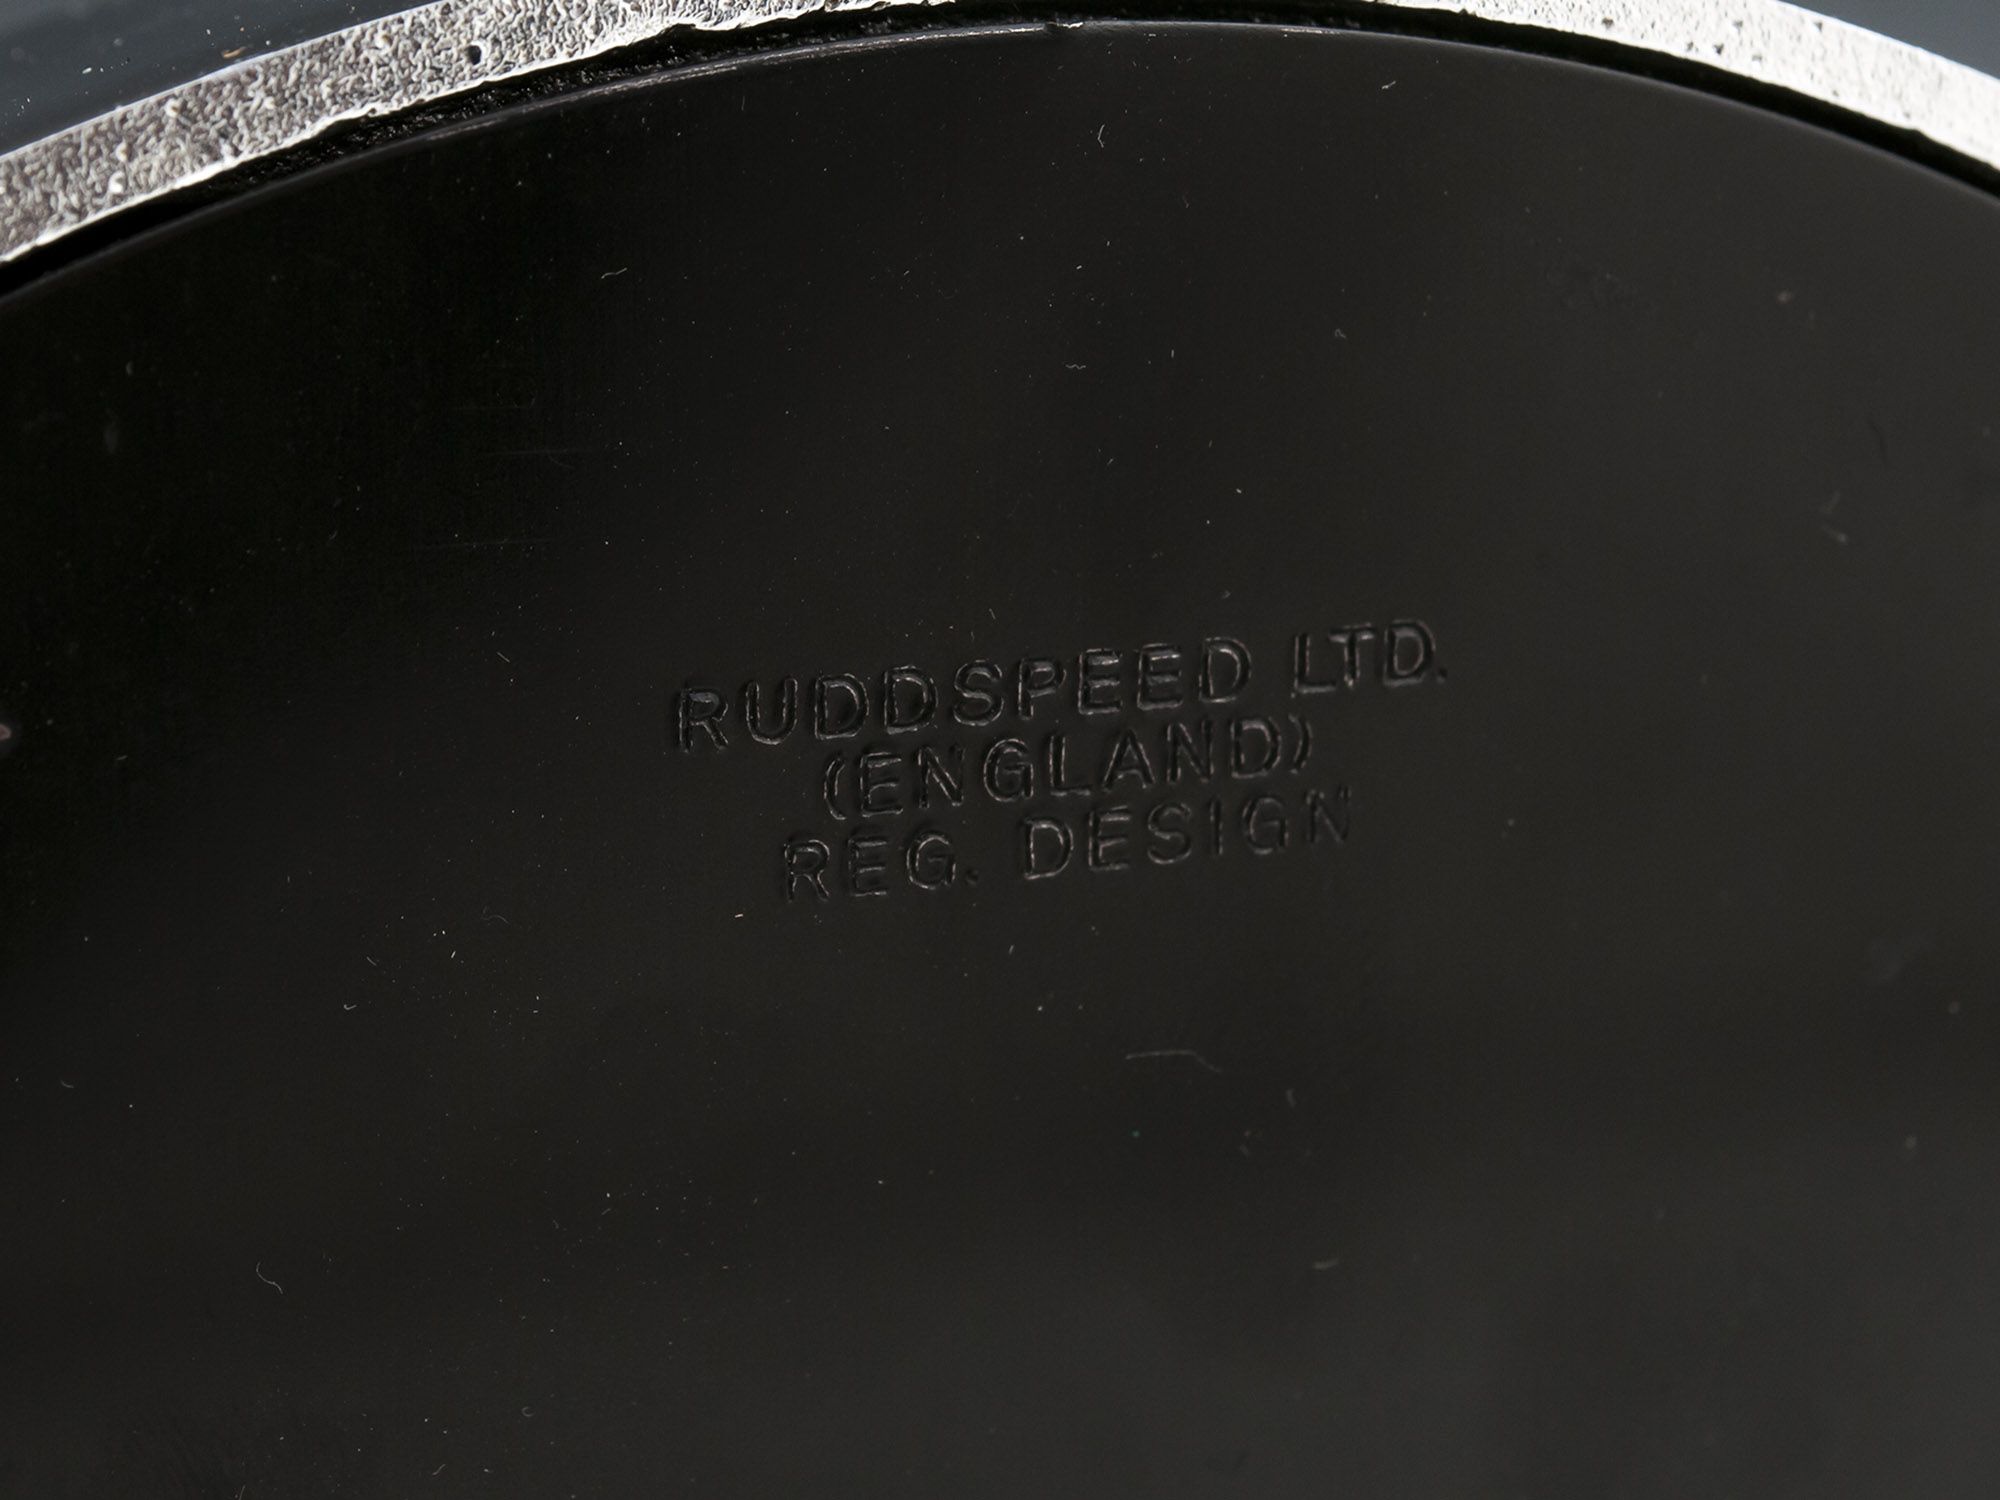 RUDDSPEED LTD.
(ENGLAND)
REG. DESIGN